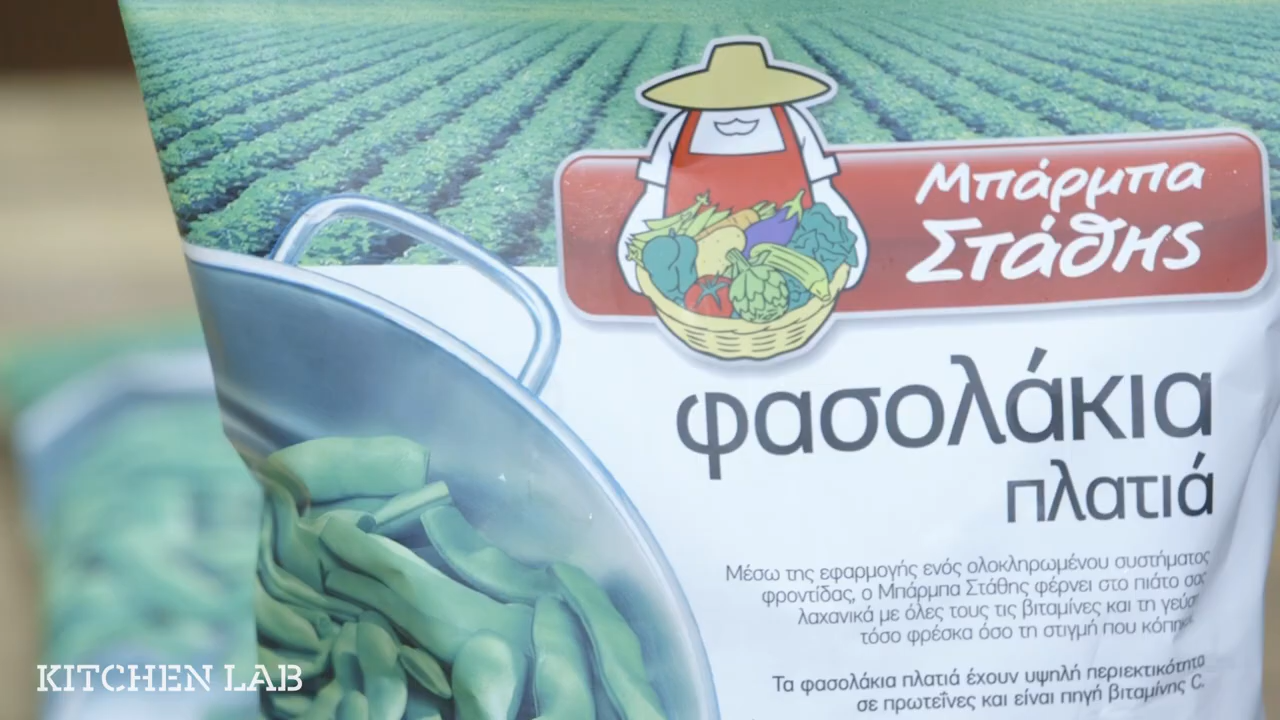 Μπάρμπα
Στάθης
φασολάκια
πλατιά
Μέσω της εφαρμογής ενός ολοκληρωμένου συστήματος
φροντίδας, ο Μπάρμπα Στάθης φέρνει στο πιάτο σας
λαχανικά με όλες τους τις βιταμίνες και τη
τόσο φρέσκα όσο τη στιγμή που
Τα φασολάκια πλατιά έχουν υψηλή περιεκτικότητα
σε πρωτεΐνες και είναι πηγή βιταμίνης C.
KITCHEN LAB